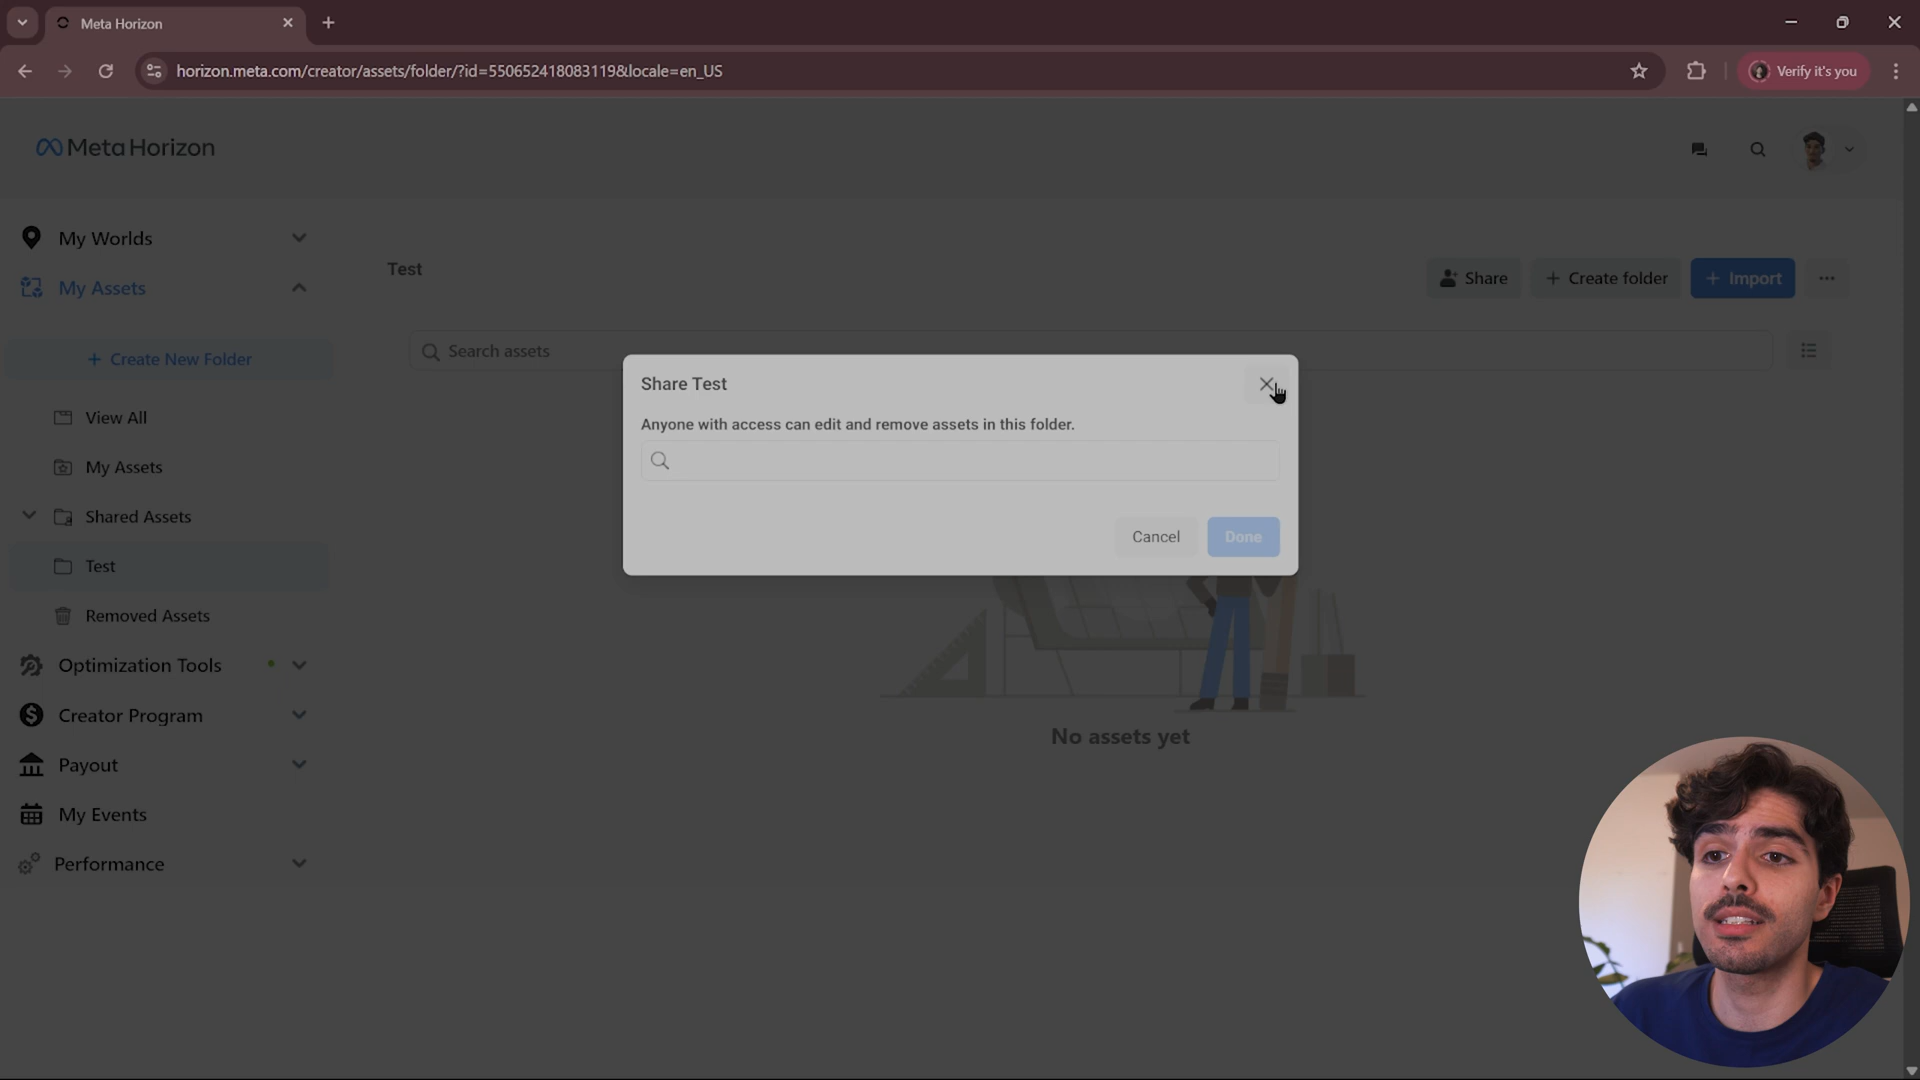 Meta Horizon
horizon.meta.com/creator/assets/folder/?id=550652418083119&locale=en_US
Verify it's you
Meta Horizon
My Worlds
My Assets
+ Create New Folder
View All
My Assets
Shared Assets
Test
Removed Assets
Optimization Tools
Creator Program
Payout
My Events
Performance
Test
Share
+ Create folder
+ Import
Search assets
Share Test
Anyone with access can edit and remove assets in this folder.
Cancel
Done
No assets yet